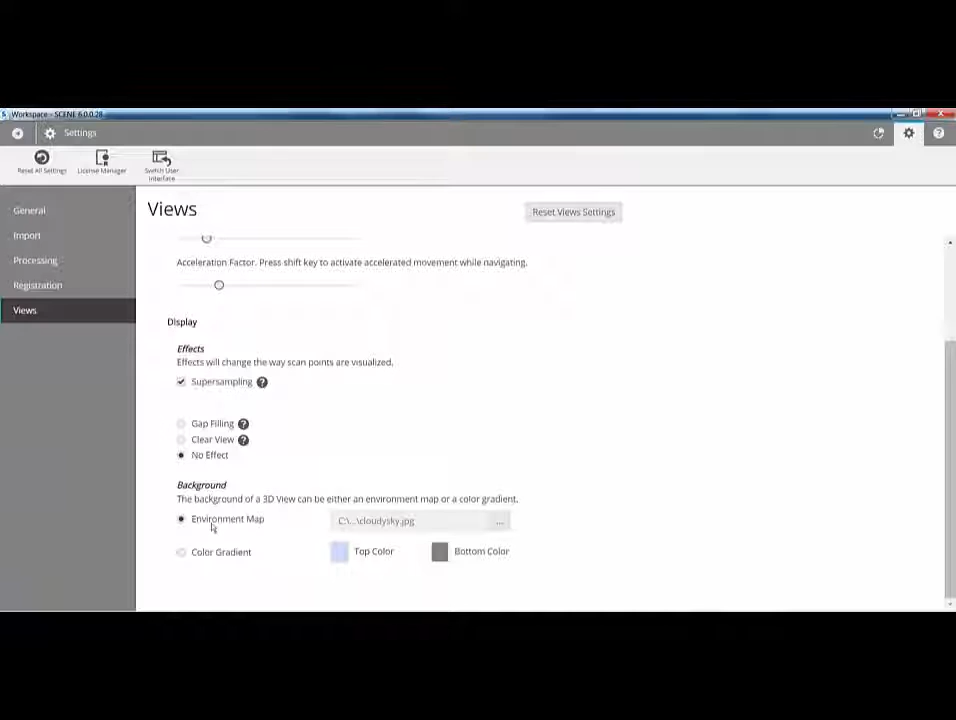 Workspace - SCENE 6.0.0.28
Settings
Reset All Settings
License Manager
Switch User Interface
General
Import
Processing
Registration
Views
Views
Reset Views Settings
Acceleration Factor. Press shift key to activate accelerated movement while navigating.
Display
Effects
Effects will change the way scan points are visualized.
Supersampling ?
Gap Filling ?
Clear View ?
No Effect
Background
The background of a 3D View can be either an environment map or a color gradient.
Environment Map C:\...\cloudysky.jpg ...
Color Gradient Top Color Bottom Color